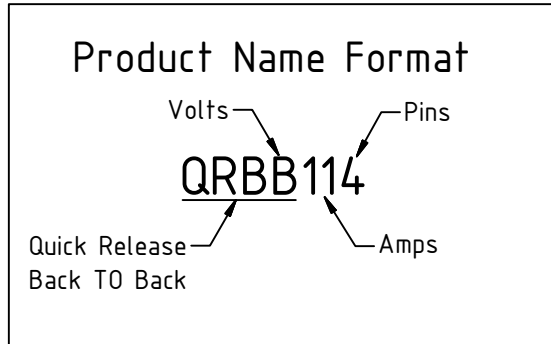 Product Name Format
Volts
Pins
QRBB114
Quick Release
Amps
Back TO Back